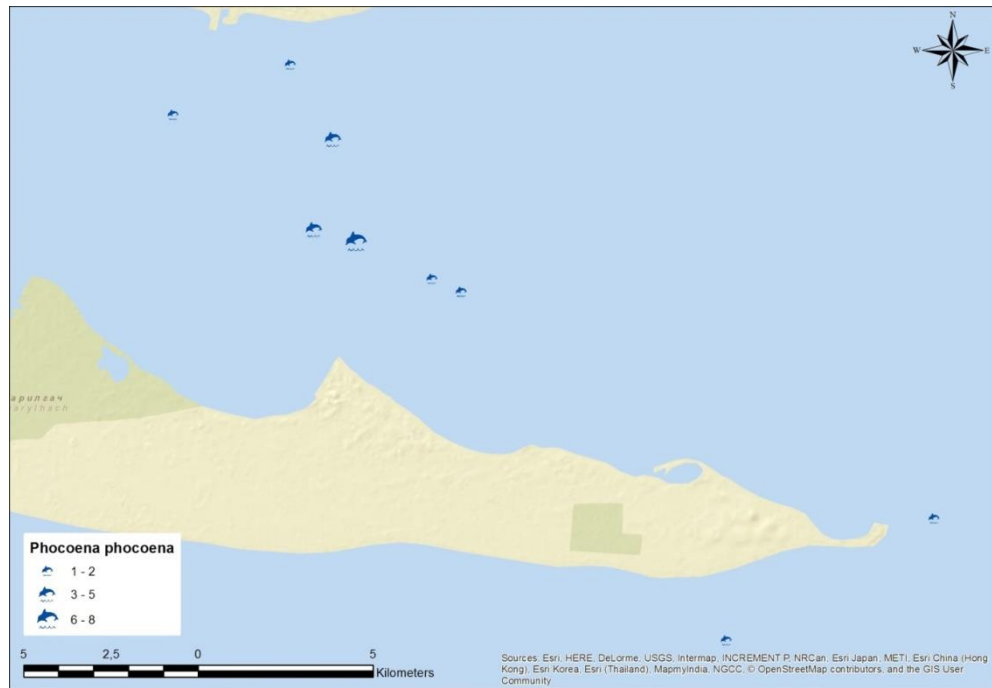 N
W E
S
арилгач
arylhach
Phocoena phocoena
1 - 2
3 - 5
6 - 8
5 2,5 0 5
Kilometers
Sources: Esri, HERE, DeLorme, USGS, Intermap, INCREMENT P, NRCan, Esri Japan, METI, Esri China (Hong
Kong), Esri Korea, Esri (Thailand), MapmyIndia, NGCC, © OpenStreetMap contributors, and the GIS User
Community